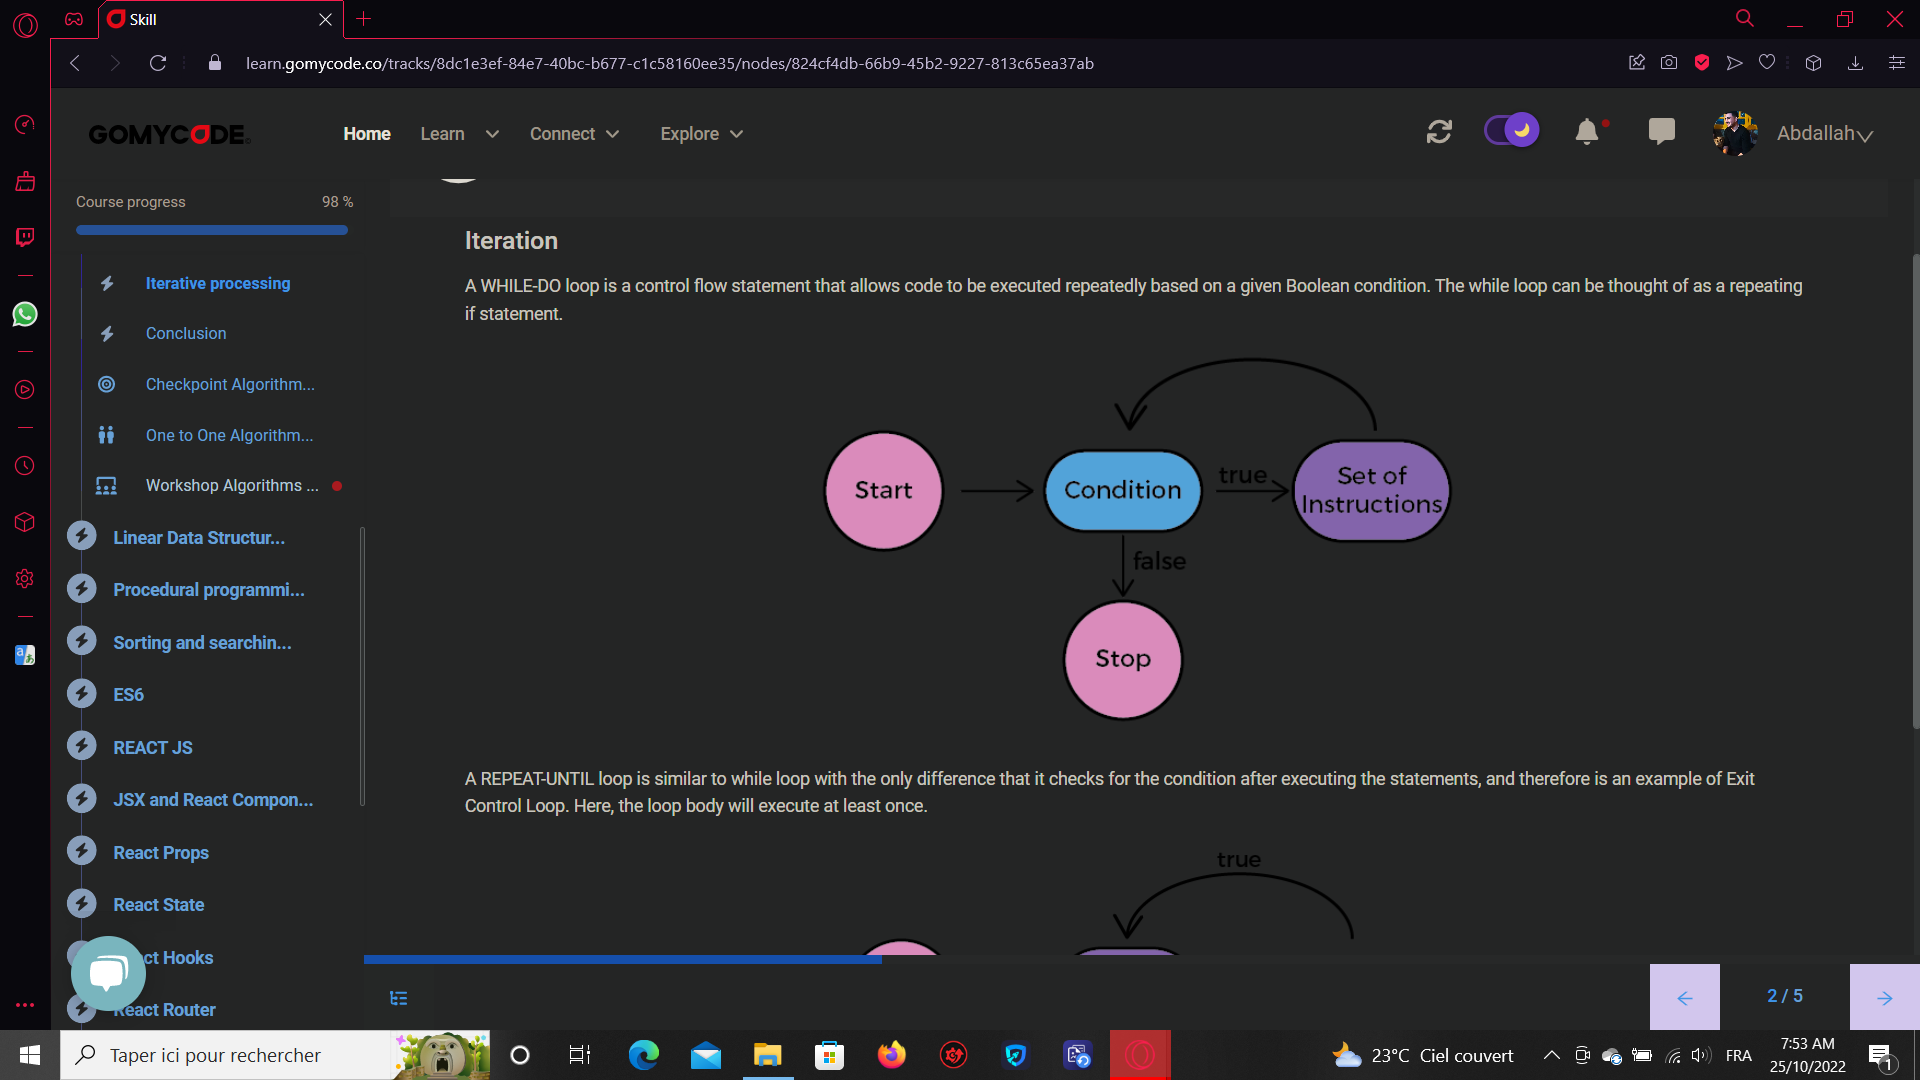 Skill
learn.gomycode.co/tracks/8dc1e3ef-84e7-40bc-b677-c1c58160ee35/nodes/824cf4db-66b9-45b2-9227-813c65ea37ab
GOMYCODE
Home
Learn
Connect
Explore
Abdallah
Course progress
98 %
Iterative processing
Conclusion
Checkpoint Algorithm...
One to One Algorithm...
Workshop Algorithms ...
Linear Data Structur...
Procedural programmi...
Sorting and searchin...
ES6
REACT JS
JSX and React Compon...
React Props
React State
ct Hooks
React Router
Iteration
A WHILE-DO loop is a control flow statement that allows code to be executed repeatedly based on a given Boolean condition. The while loop can be thought of as a repeating
if statement.
Start
Condition
true
Set of
Instructions
false
Stop
A REPEAT-UNTIL loop is similar to while loop with the only difference that it checks for the condition after executing the statements, and therefore is an example of Exit
Control Loop. Here, the loop body will execute at least once.
true
2 / 5
Taper ici pour rechercher
23°C Ciel couvert
FRA
7:53 AM
25/10/2022
1